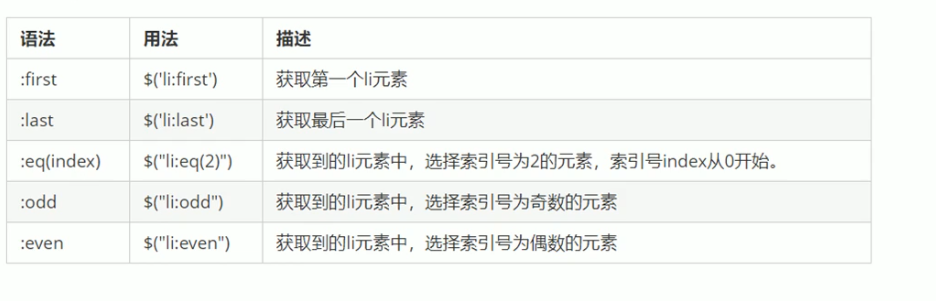 语法 用法 描述
:first $('li:first') 获取第一个li元素
:last $('li:last') 获取最后一个li元素
:eq(index) $("li:eq(2)") 获取到的li元素中，选择索引号为2的元素，索引号index从0开始。
:odd $("li:odd") 获取到的li元素中，选择索引号为奇数的元素
:even $("li:even") 获取到的li元素中，选择索引号为偶数的元素